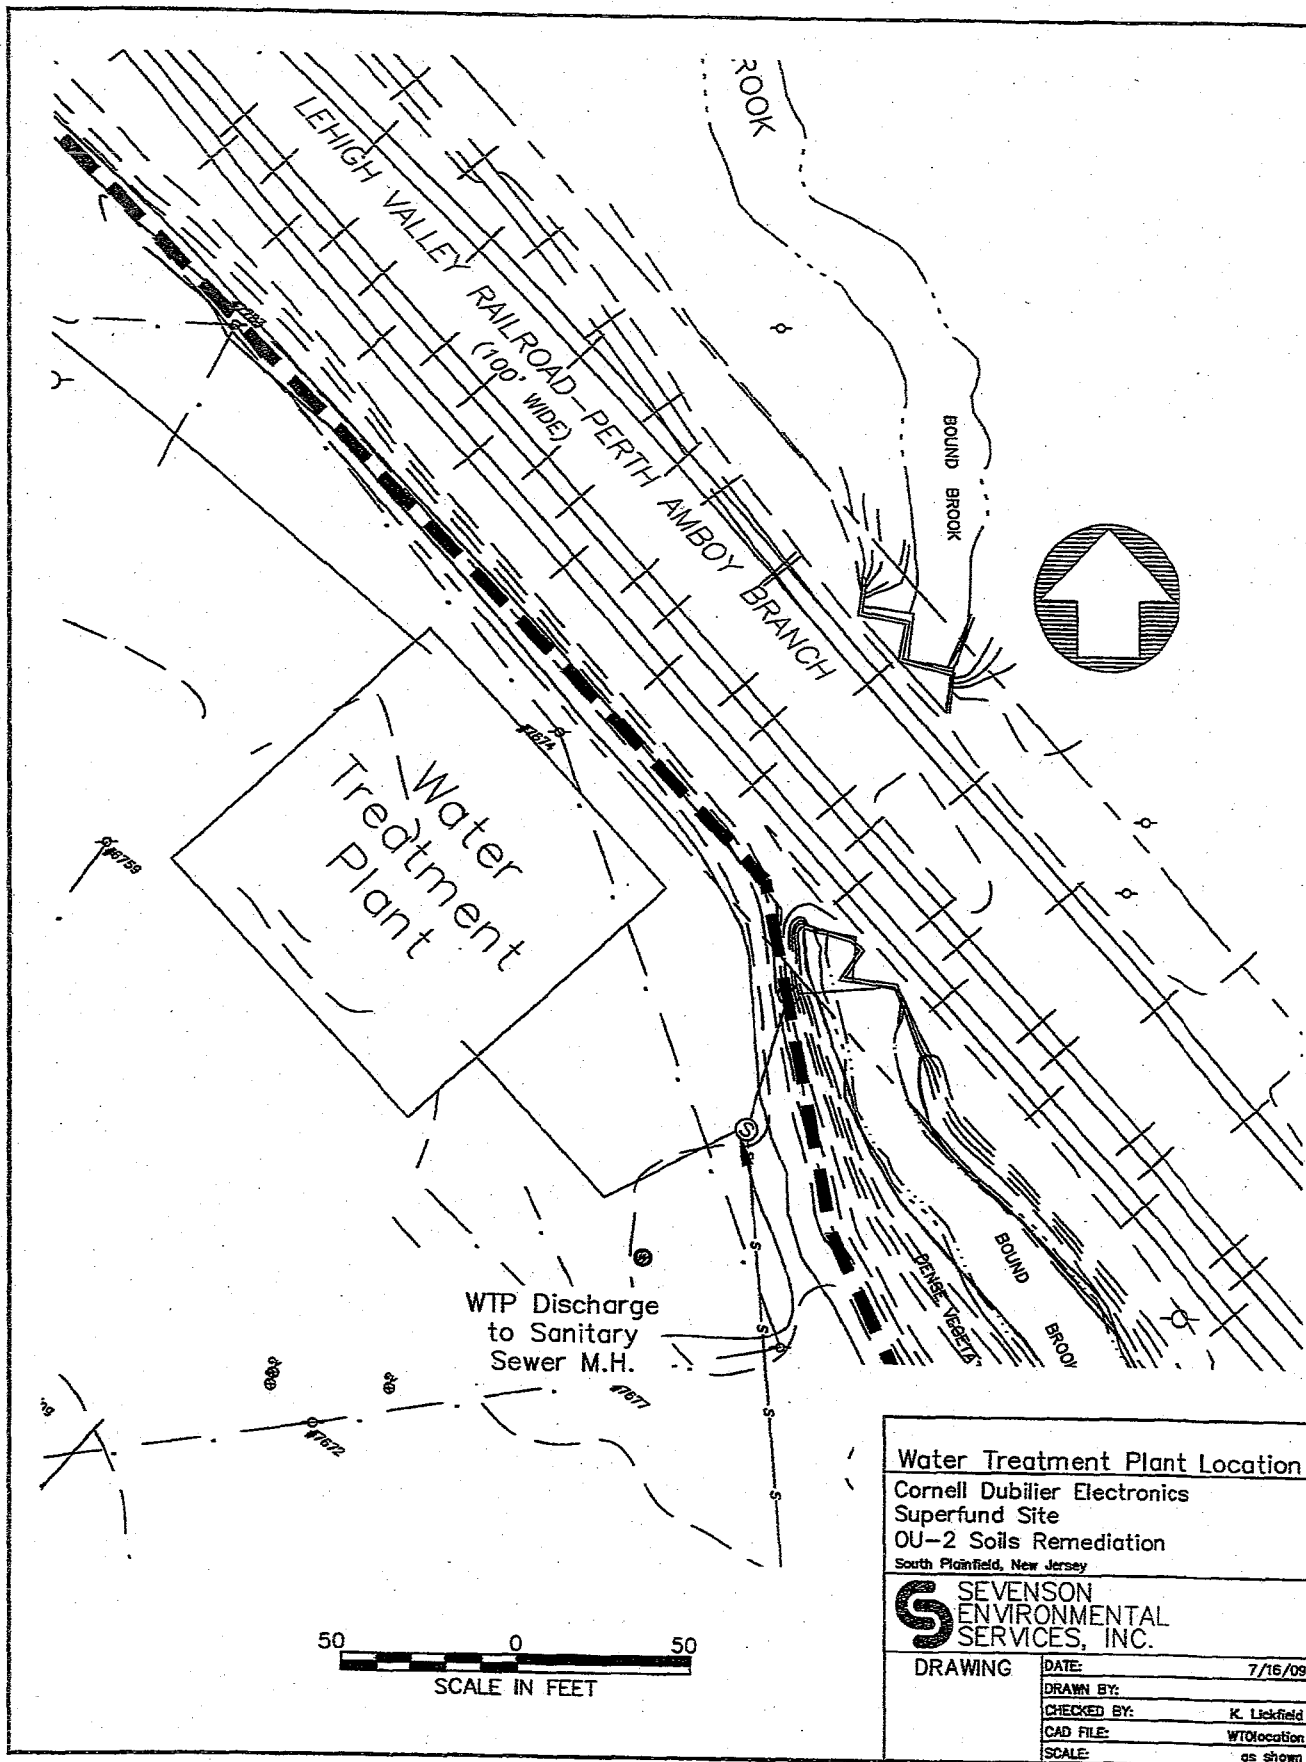 ROOK
LEHIGH VALLEY RAILROAD-PERTH AMBOY BRANCH
(100' WIDE)
BOUND BROOK
#7674
Water
Treatment
Plant
#6759
S
S
S
S
S
WTP Discharge
to Sanitary
Sewer M.H.
#7677
#7672
ng
DENSE VEGETA
BOUND
BROOK
50 0 50
SCALE IN FEET
Water Treatment Plant Location
Cornell Dubilier Electronics
Superfund Site
OU-2 Soils Remediation
South Plainfield, New Jersey
SEVENSON
ENVIRONMENTAL
SERVICES, INC.
DRAWING
DATE: 7/16/09
DRAWN BY:
CHECKED BY: K. Lickfield
CAD FILE: WTOlocation
SCALE: as shown